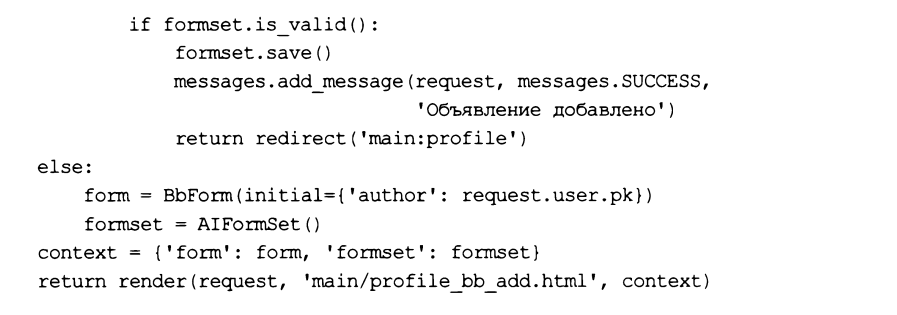 if formset.is_valid():
formset.save()
messages.add_message(request, messages.SUCCESS,
'Объявление добавлено')
return redirect('main:profile')
else:
form = BbForm(initial={'author': request.user.pk})
formset = AIFormSet()
context = {'form': form, 'formset': formset}
return render(request, 'main/profile_bb_add.html', context)